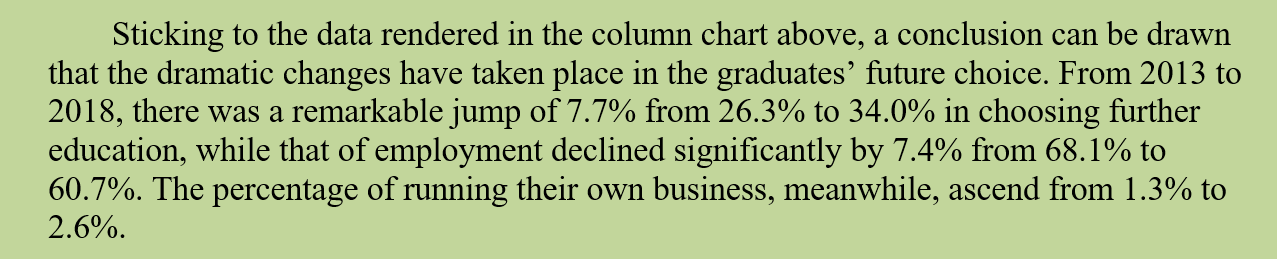 Sticking to the data rendered in the column chart above, a conclusion can be drawn
that the dramatic changes have taken place in the graduates’ future choice. From 2013 to
2018, there was a remarkable jump of 7.7% from 26.3% to 34.0% in choosing further
education, while that of employment declined significantly by 7.4% from 68.1% to
60.7%. The percentage of running their own business, meanwhile, ascend from 1.3% to
2.6%.